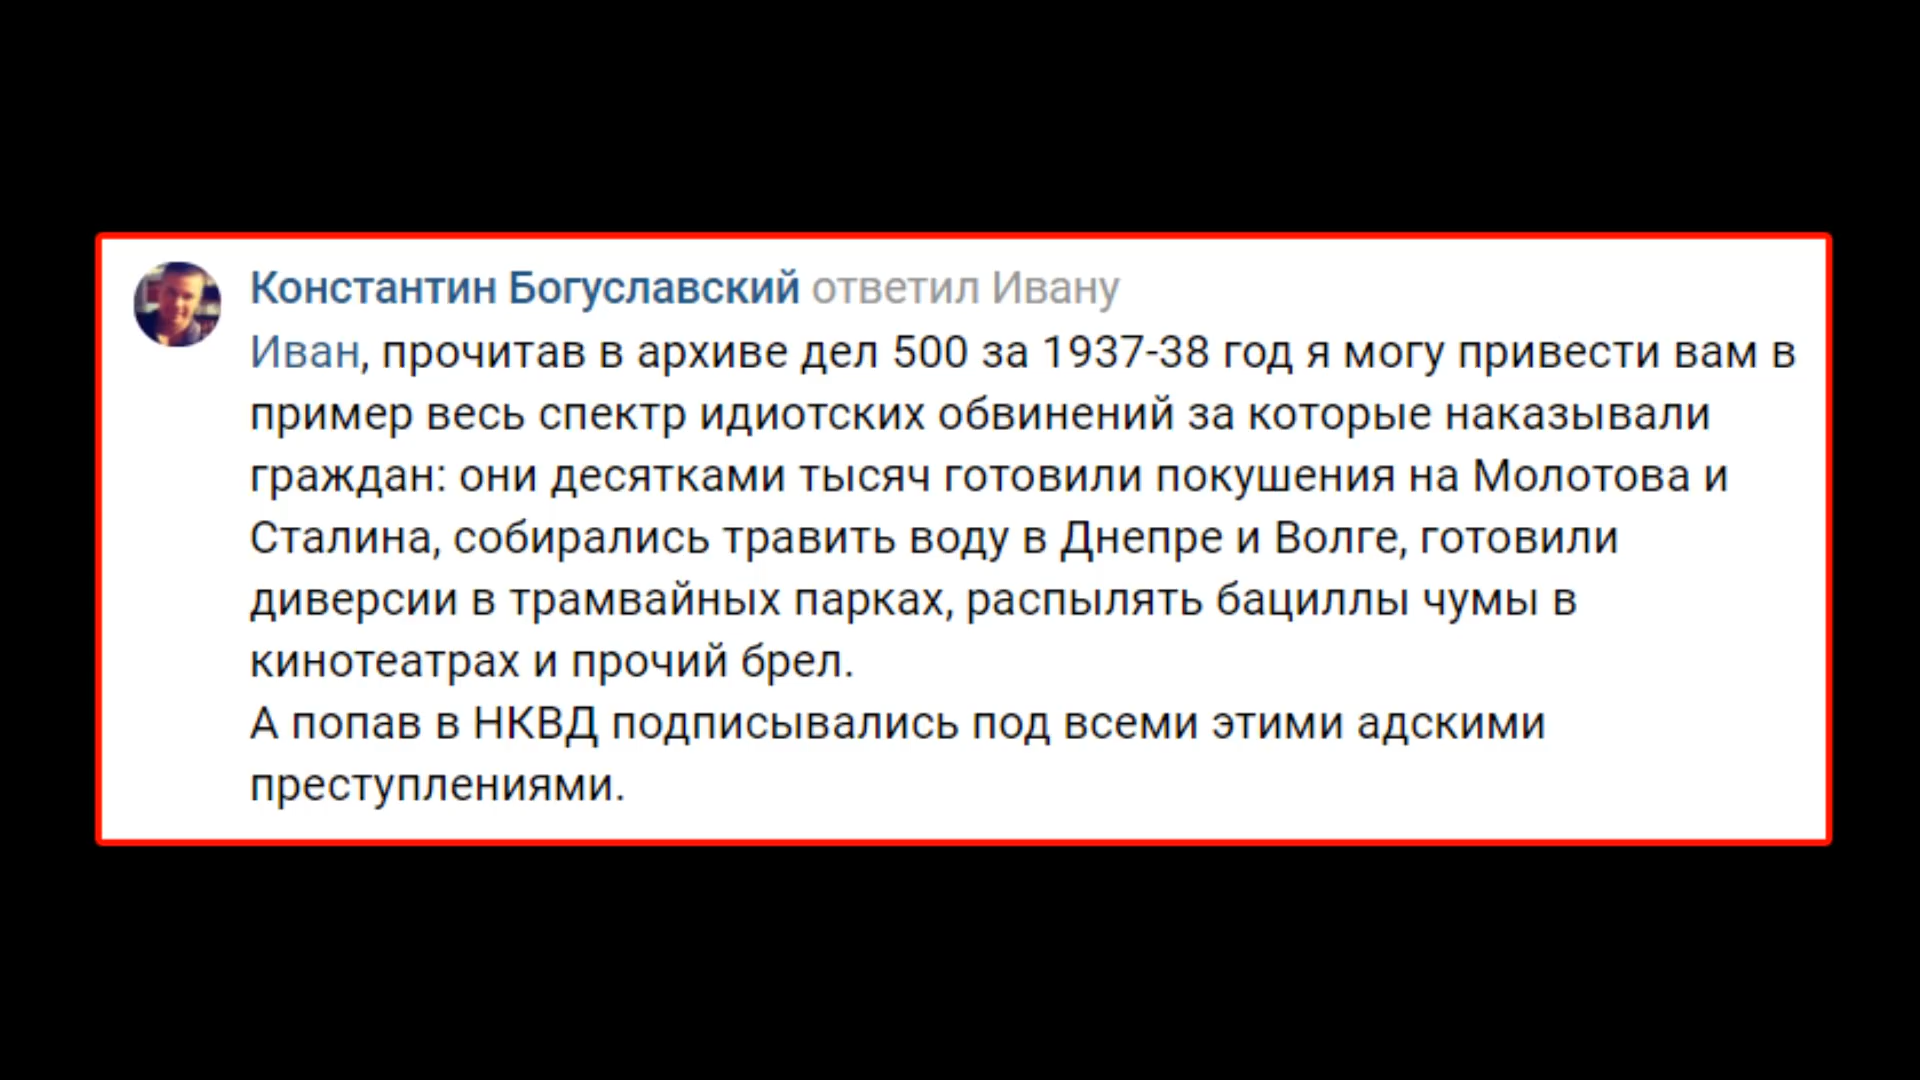 Константин Богуславский ответил Ивану
Иван, прочитав в архиве дел 500 за 1937-38 год я могу привести вам в
пример весь спектр идиотских обвинений за которые наказывали
граждан: они десятками тысяч готовили покушения на Молотова и
Сталина, собирались травить воду в Днепре и Волге, готовили
диверсии в трамвайных парках, распылять бациллы чумы в
кинотеатрах и прочий брел.
А попав в НКВД подписывались под всеми этими адскими
преступлениями.